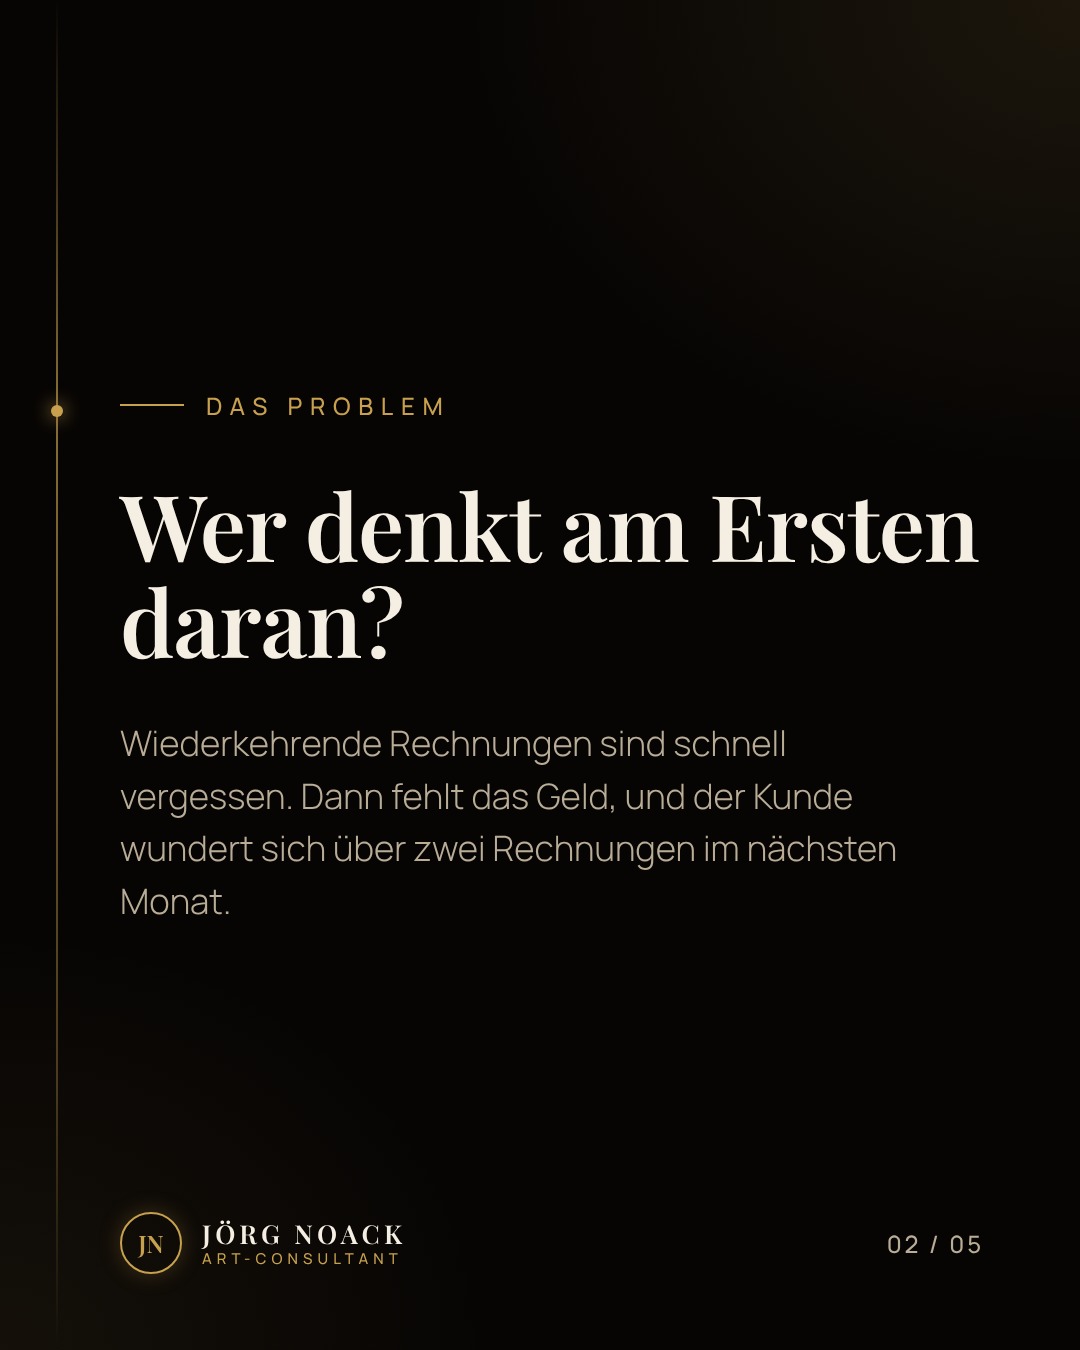 DAS PROBLEM
Wer denkt am Ersten
daran?
Wiederkehrende Rechnungen sind schnell
vergessen. Dann fehlt das Geld, und der Kunde
wundert sich über zwei Rechnungen im nächsten
Monat.
JN
JÖRG NOACK
ART-CONSULTANT
02 / 05